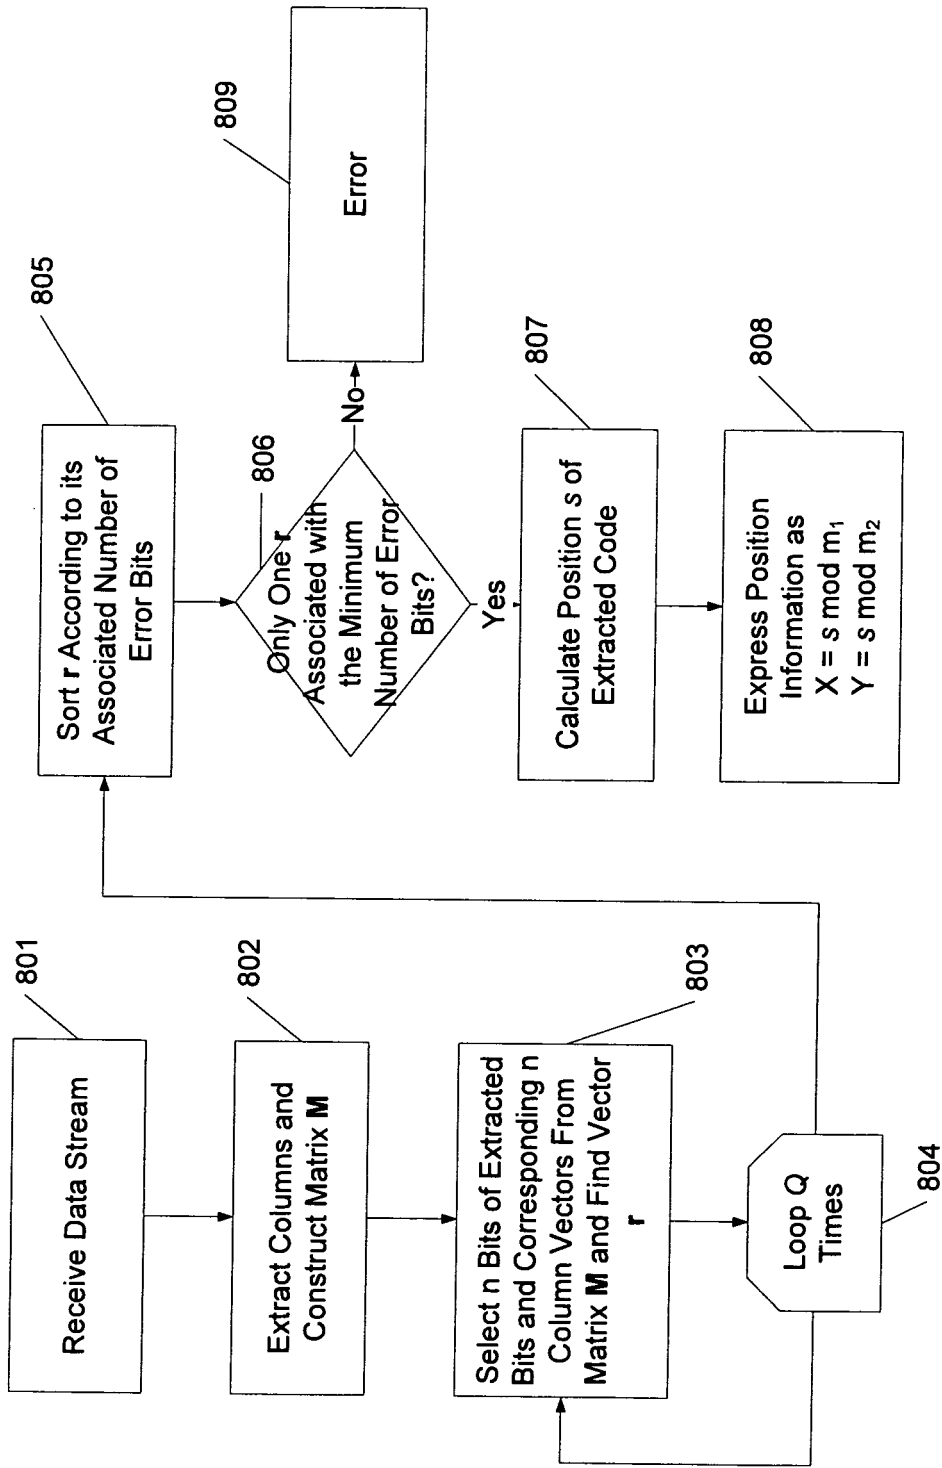 801
Receive Data Stream
802
Extract Columns and
Construct Matrix M
803
Select n Bits of Extracted
Bits and Corresponding n
Column Vectors From
Matrix M and Find Vector
r
Loop Q
Times
804
805
Sort r According to its
Associated Number of
Error Bits
806
Only One r
Associated with
the Minimum
Number of Error
Bits?
No
809
Error
Yes
807
Calculate Position s of
Extracted Code
808
Express Position
Information as
X = s mod m₁
Y = s mod m₂